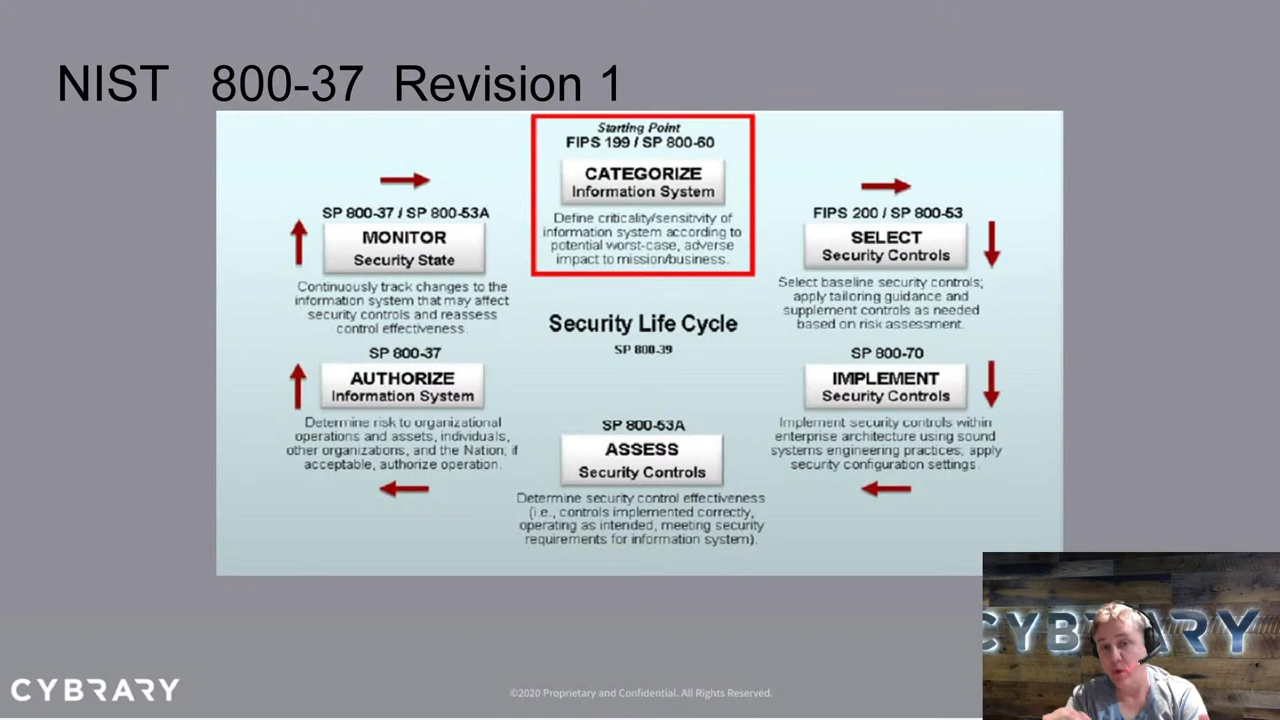 NIST 800-37 Revision 1
Starting Point
FIPS 199 / SP 800-60
CATEGORIZE
Information System
Define criticality/sensitivity of
information system according to
potential worst-case, adverse
impact to mission/business.
SP 800-37 / SP 800-53A
MONITOR
Security State
Continuously track changes to the
information system that may affect
security controls and reassess
control effectiveness.
FIPS 200 / SP 800-53
SELECT
Security Controls
Select baseline security controls;
apply tailoring guidance and
supplement controls as needed
based on risk assessment.
Security Life Cycle
SP 800-39
SP 800-37
AUTHORIZE
Information System
Determine risk to organizational
operations and assets, individuals,
other organizations, and the Nation; if
acceptable, authorize operation.
SP 800-70
IMPLEMENT
Security Controls
Implement security controls within
enterprise architecture using sound
systems engineering practices; apply
security configuration settings.
SP 800-53A
ASSESS
Security Controls
Determine security control effectiveness
(i.e., controls implemented correctly,
operating as intended, meeting security
requirements for information system).
CYBRARY
CYBRARY
©2020 Proprietary and Confidential. All Rights Reserved.